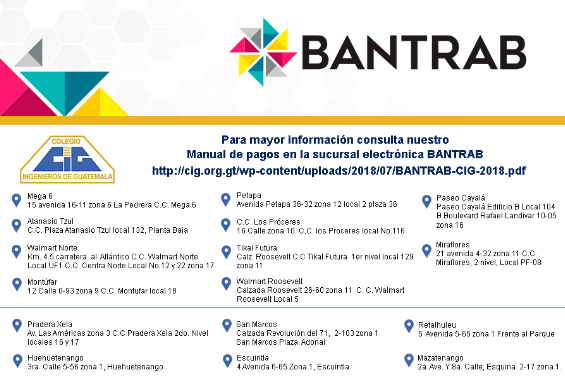 BANTRAB
COLEGIO
CIG
INGENIEROS DE GUATEMALA
Para mayor información consulta nuestro
Manual de pagos en la sucursal electrónica BANTRAB
http://cig.org.gt/wp-content/uploads/2018/07/BANTRAB-CIG-2018.pdf
Mega 6
15 avenida 16-11 zona 6 La Pedrera C.C. Mega 6
Atanasio Tzul
C.C. Plaza Atanasio Tzul local 132, Planta Baja
Walmart Norte
Km. 4.5 carretera al Atlántico C.C. Walmart Norte
Local UF1 C.C. Centra Norte Local No.12 y 22 zona 17
Montúfar
12 Calle 0-93 zona 9 C.C. Montufar local 18
Petapa
Avenida Petapa 36-32 zona 12 local 2 plaza 36
C.C. Los Próceres
16 Calle zona 10. C.C. los Proceres local No.116
Tikal Futura
Calz. Roosevelt C.C Tikal Futura 1er nivel local 129
zona 11
Walmart Roosevelt
Calzada Roosevelt 26-60 zona 11 C. C. Walmart
Roosevelt Local 5
Paseo Cayalá
Paseo Cayalá Edificio B Local 104
B Boulevard Rafael Landívar 10-05
zona 16
Miraflores
21 avenida 4-32 zona 11 C.C.
Miraflores, 2 nivel, Local PF-08
Pradera Xela
Av. Las Américas zona 3 C.C Pradera Xela 2do. Nivel
locales 16 y 17
Huehuetenango
3ra. Calle 5-56 zona 1, Huehuetenango
San Marcos
Calzada Revolución del 71, 2-103 zona 1
San Marcos Plaza Adonai
Escuintla
4 Avenida 6-65 Zona 1, Escuintla
Retalhuleu
5 Avenida 5-65 zona 1 Frente al Parque
Mazatenango
2a. Ave. Y 8a. Calle, Esquina 2-17 zona 1.